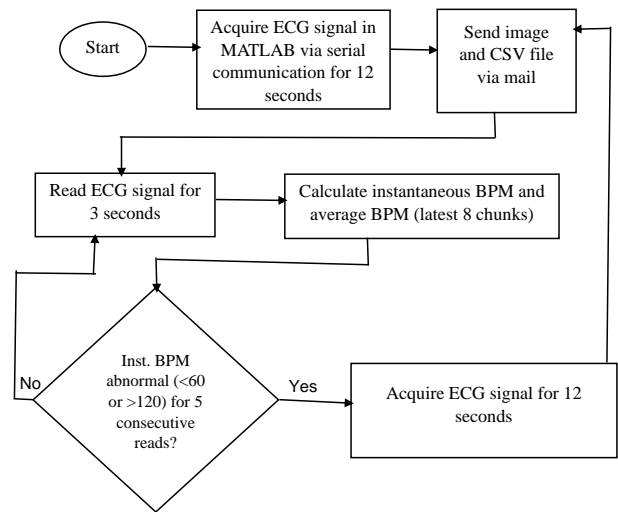 Start
Acquire ECG signal in
MATLAB via serial
communication for 12
seconds
Send image
and CSV file
via mail
Read ECG signal for
3 seconds
Calculate instantaneous BPM and
average BPM (latest 8 chunks)
Inst. BPM
abnormal (<60
or >120) for 5
consecutive
reads?
No
Yes
Acquire ECG signal for 12
seconds